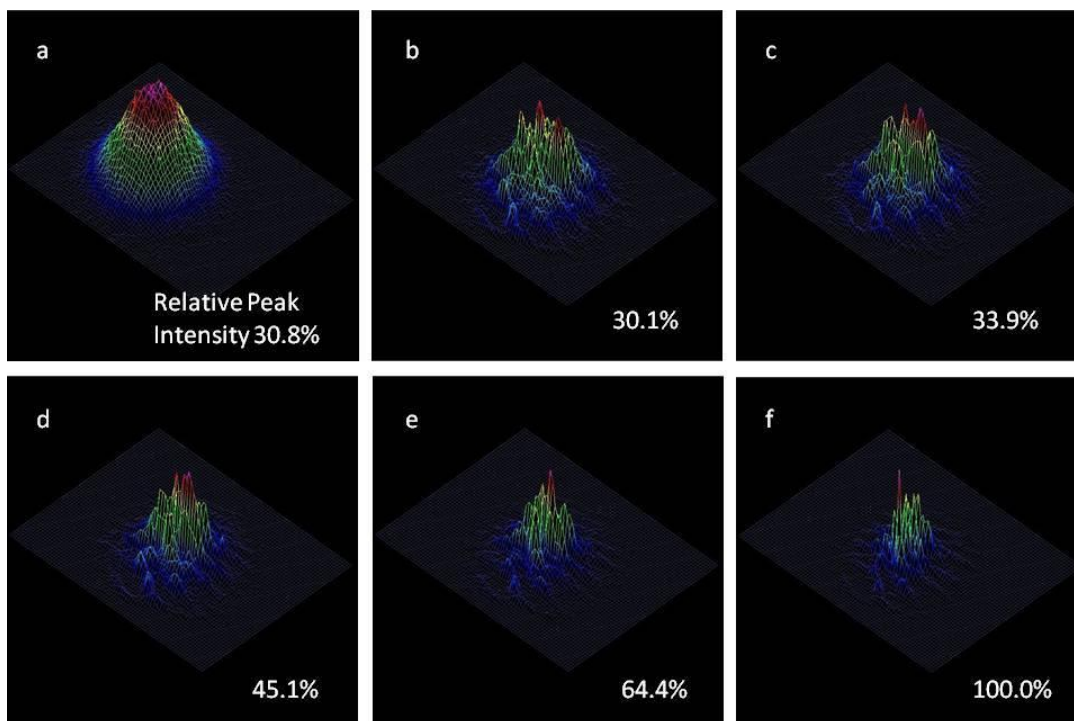 a
b
c
Relative Peak
Intensity 30.8%
30.1%
33.9%
d
e
f
45.1%
64.4%
100.0%